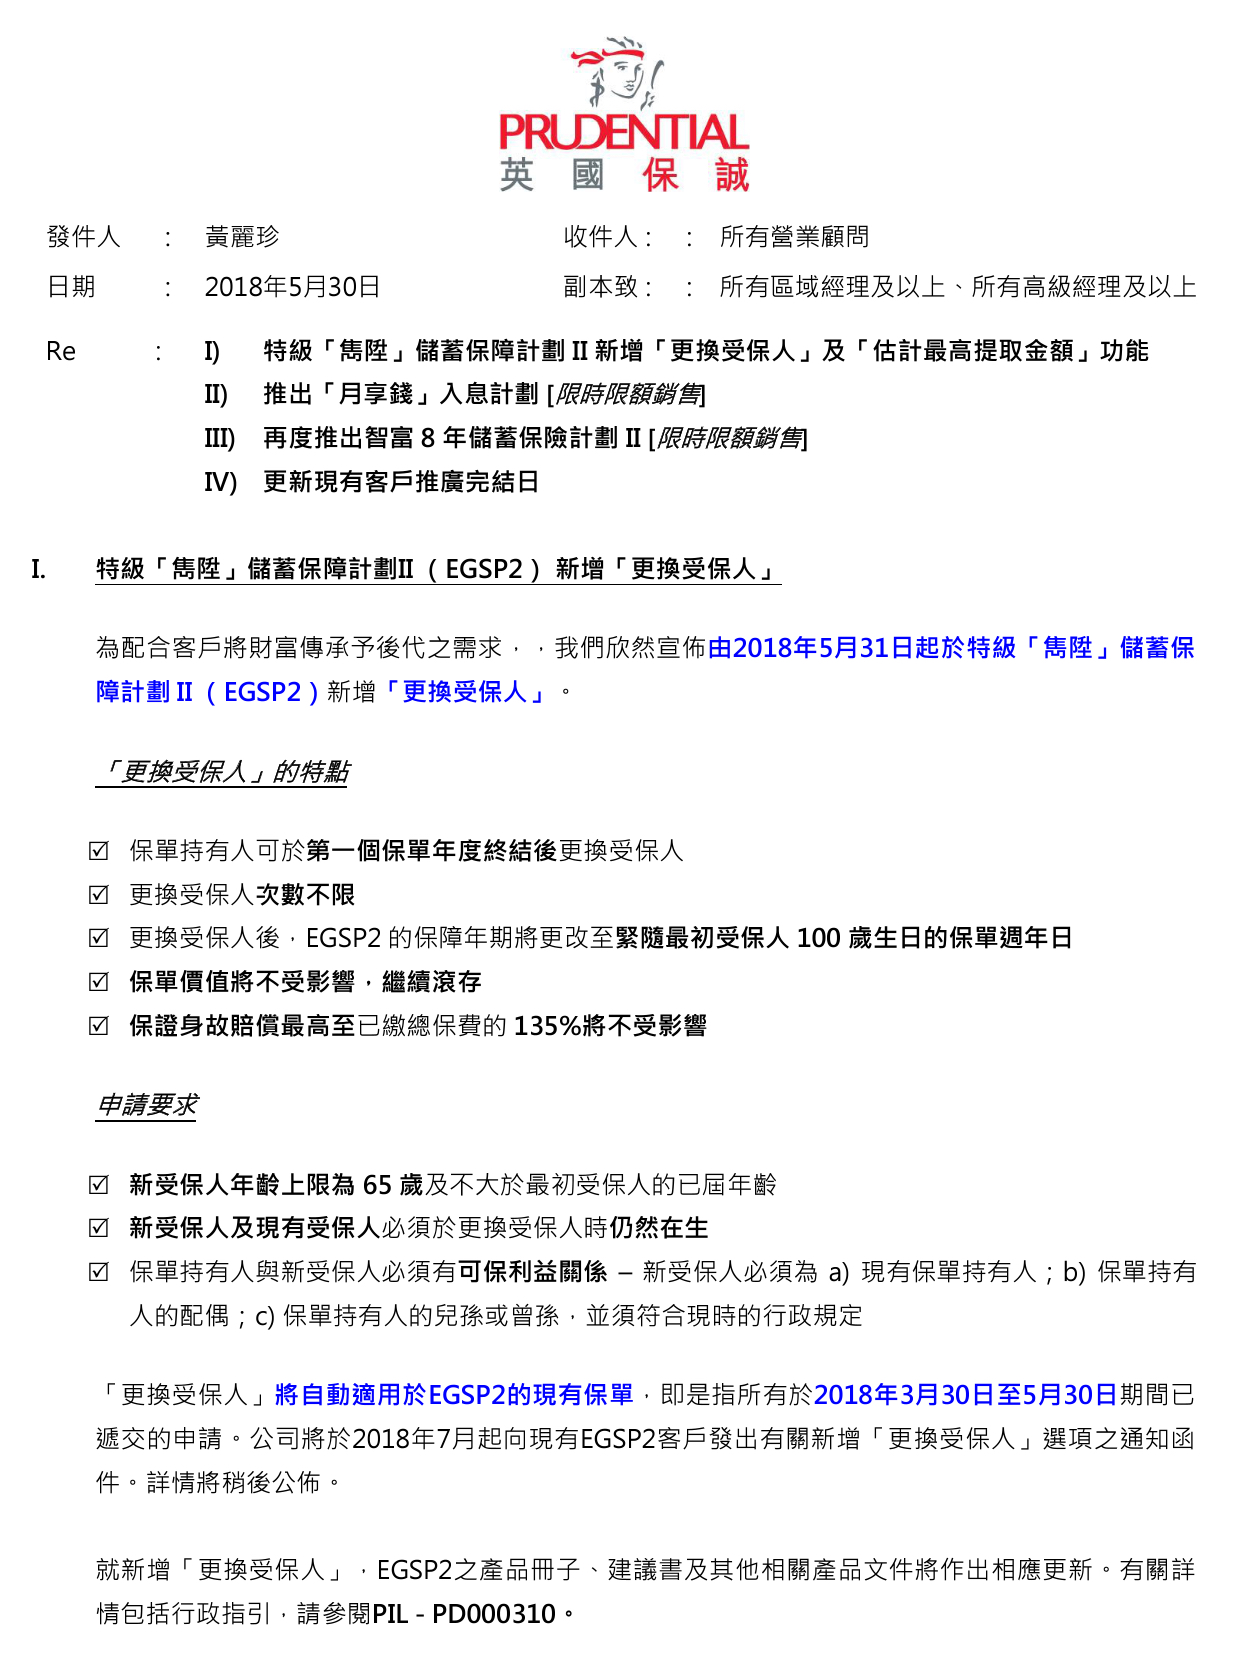 PRUDENTIAL
英國保誠
發件人 : 黃麗珍 收件人 : : 所有營業顧問
日期 : 2018年5月30日 副本致 : : 所有區域經理及以上、所有高級經理及以上
Re : I) 特級「雋陞」儲蓄保障計劃 II 新增「更換受保人」及「估計最高提取金額」功能
II) 推出「月享錢」入息計劃 [限時限額銷售]
III) 再度推出智富 8 年儲蓄保險計劃 II [限時限額銷售]
IV) 更新現有客戶推廣完結日
I. 特級「雋陞」儲蓄保障計劃II （EGSP2） 新增「更換受保人」
為配合客戶將財富傳承予後代之需求，，我們欣然宣佈由2018年5月31日起於特級「雋陞」儲蓄保
障計劃 II （EGSP2）新增「更換受保人」。
「更換受保人」的特點
☑ 保單持有人可於第一個保單年度終結後更換受保人
☑ 更換受保人次數不限
☑ 更換受保人後，EGSP2 的保障年期將更改至緊隨最初受保人 100 歲生日的保單週年日
☑ 保單價值將不受影響，繼續滾存
☑ 保證身故賠償最高至已繳總保費的 135%將不受影響
申請要求
☑ 新受保人年齡上限為 65 歲及不大於最初受保人的已屆年齡
☑ 新受保人及現有受保人必須於更換受保人時仍然在生
☑ 保單持有人與新受保人必須有可保利益關係 – 新受保人必須為 a) 現有保單持有人；b) 保單持有
人的配偶；c) 保單持有人的兒孫或曾孫，並須符合現時的行政規定
「更換受保人」將自動適用於EGSP2的現有保單，即是指所有於2018年3月30日至5月30日期間已
遞交的申請。公司將於2018年7月起向現有EGSP2客戶發出有關新增「更換受保人」選項之通知函
件。詳情將稍後公佈。
就新增「更換受保人」，EGSP2之產品冊子、建議書及其他相關產品文件將作出相應更新。有關詳
情包括行政指引，請參閱PIL - PD000310。